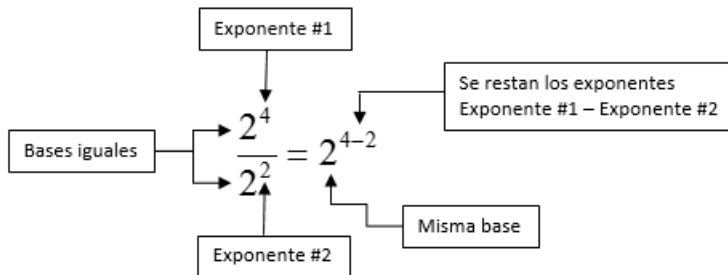 Exponente #1
Se restan los exponentes
Exponente #1 – Exponente #2
Bases iguales
2^4
2^2
= 2^{4-2}
Misma base
Exponente #2